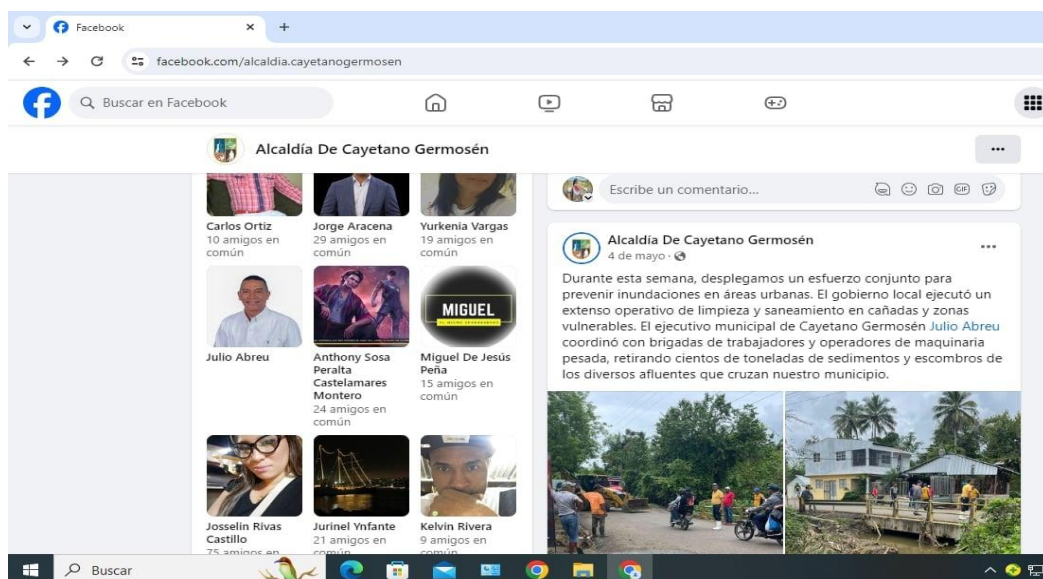 Facebook
facebook.com/alcaldia.cayetanogermosen
Buscar en Facebook
Alcaldía De Cayetano Germosén
Carlos Ortiz
10 amigos en
común
Jorge Aracena
29 amigos en
común
Yurkenia Vargas
19 amigos en
común
Julio Abreu
Anthony Sosa
Peralta
Castelamares
Montero
24 amigos en
común
MIGUEL
Miguel De Jesús
Peña
15 amigos en
común
Josselin Rivas
Castillo
75 amigos en
Jurinel Ynfante
21 amigos en
común
Kelvin Rivera
9 amigos en
común
Escribe un comentario...
GIF
Alcaldía De Cayetano Germosén
4 de mayo
Durante esta semana, desplegamos un esfuerzo conjunto para
prevenir inundaciones en áreas urbanas. El gobierno local ejecutó un
extenso operativo de limpieza y saneamiento en cañadas y zonas
vulnerables. El ejecutivo municipal de Cayetano Germosén Julio Abreu
coordinó con brigadas de trabajadores y operadores de maquinaria
pesada, retirando cientos de toneladas de sedimentos y escombros de
los diversos afluentes que cruzan nuestro municipio.
Buscar